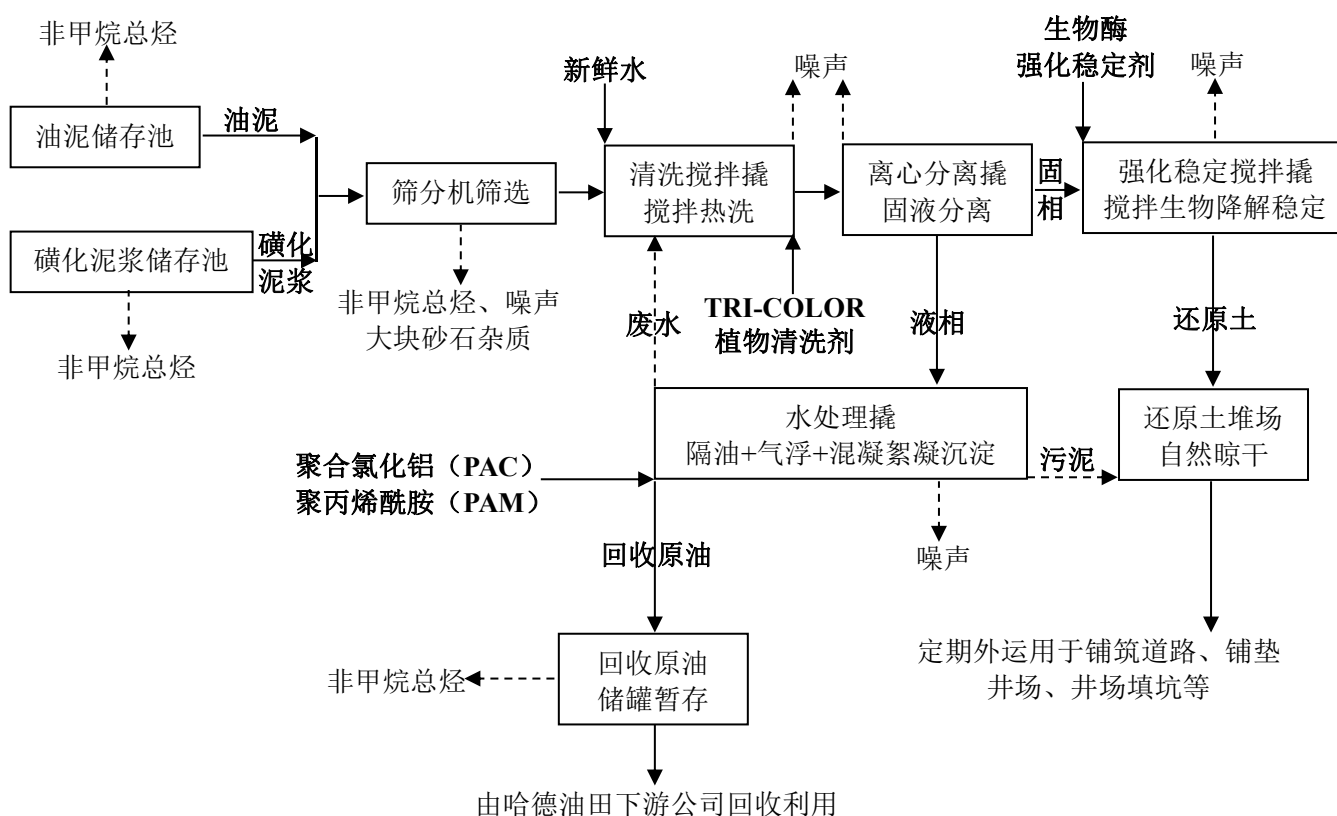 非甲烷总烃
油泥储存池
油泥
磺化泥浆储存池
磺化
泥浆
非甲烷总烃
筛分机筛选
非甲烷总烃、噪声
大块砂石杂质
新鲜水
清洗搅拌撬
搅拌热洗
噪声
离心分离撬
固液分离
固
相
生物酶
强化稳定剂
噪声
强化稳定搅拌撬
搅拌生物降解稳定
废水
TRI-COLOR
植物清洗剂
液相
还原土
水处理撬
隔油+气浮+混凝絮凝沉淀
聚合氯化铝（PAC）
聚丙烯酰胺（PAM）
污泥
还原土堆场
自然晾干
噪声
回收原油
回收原油
储罐暂存
非甲烷总烃
定期外运用于铺筑道路、铺垫
井场、井场填坑等
由哈德油田下游公司回收利用